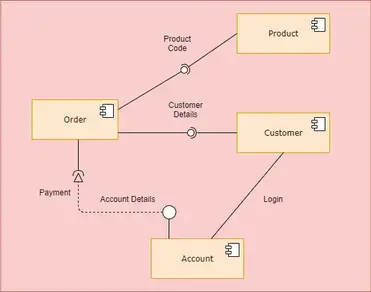 Product
Code
Product
Customer
Details
Order
Customer
Payment
Account Details
Login
Account